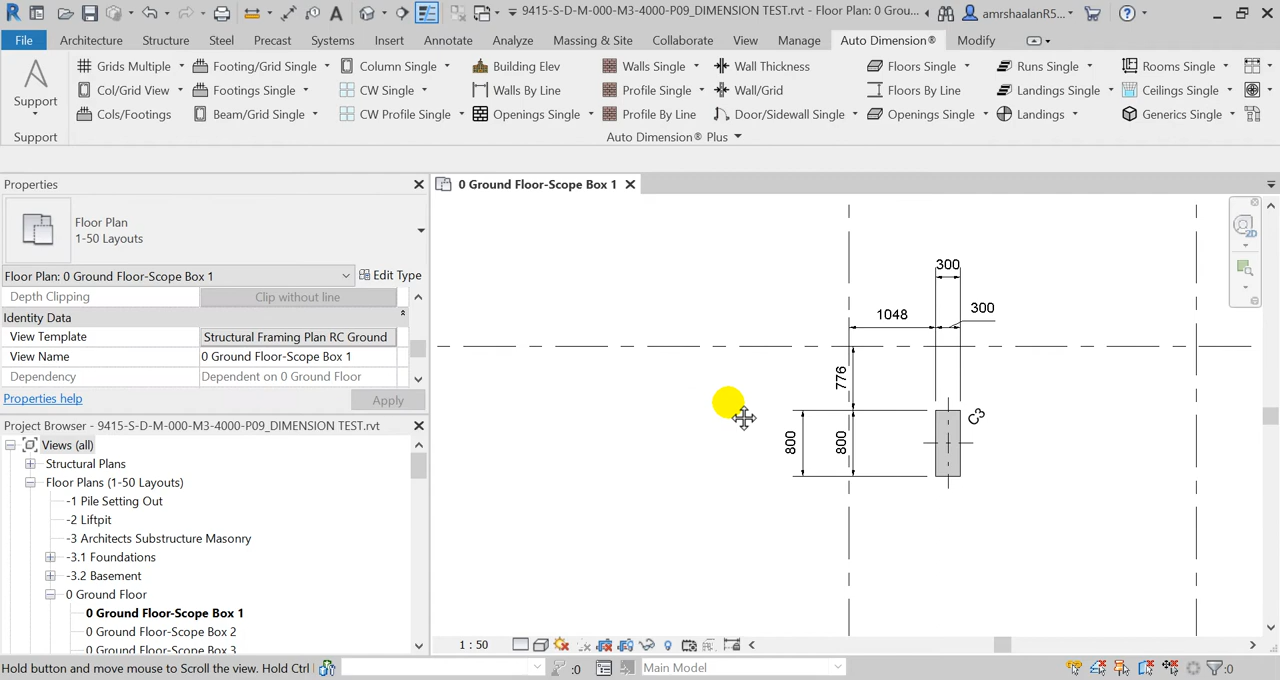 9415-S-D-M-000-M3-4000-P09_DIMENSION TEST.rvt - Floor Plan: 0 Grou... amrshaalanR5...
File Architecture Structure Steel Precast Systems Insert Annotate Analyze Massing & Site Collaborate View Manage Auto Dimension® Modify
Support
Support
Grids Multiple Footing/Grid Single Column Single Building Elev Walls Single Wall Thickness Floors Single Runs Single Rooms Single
Col/Grid View Footings Single CW Single Walls By Line Profile Single Wall/Grid Floors By Line Landings Single Ceilings Single
Cols/Footings Beam/Grid Single CW Profile Single Openings Single Profile By Line Door/Sidewall Single Openings Single Landings Generics Single
Auto Dimension® Plus
Properties
Floor Plan
1-50 Layouts
Floor Plan: 0 Ground Floor-Scope Box 1 Edit Type
Depth Clipping Clip without line
Identity Data
View Template Structural Framing Plan RC Ground
View Name 0 Ground Floor-Scope Box 1
Dependency Dependent on 0 Ground Floor
Properties help Apply
Project Browser - 9415-S-D-M-000-M3-4000-P09_DIMENSION TEST.rvt
Views (all)
Structural Plans
Floor Plans (1-50 Layouts)
-1 Pile Setting Out
-2 Liftpit
-3 Architects Substructure Masonry
-3.1 Foundations
-3.2 Basement
0 Ground Floor
0 Ground Floor-Scope Box 1
0 Ground Floor-Scope Box 2
0 Ground Floor-Scope Box 3
0 Ground Floor-Scope Box 1
300
1048
300
776
800
800
C3
2D
1 : 50
Hold button and move mouse to Scroll the view. Hold Ctrl :0 Main Model :0